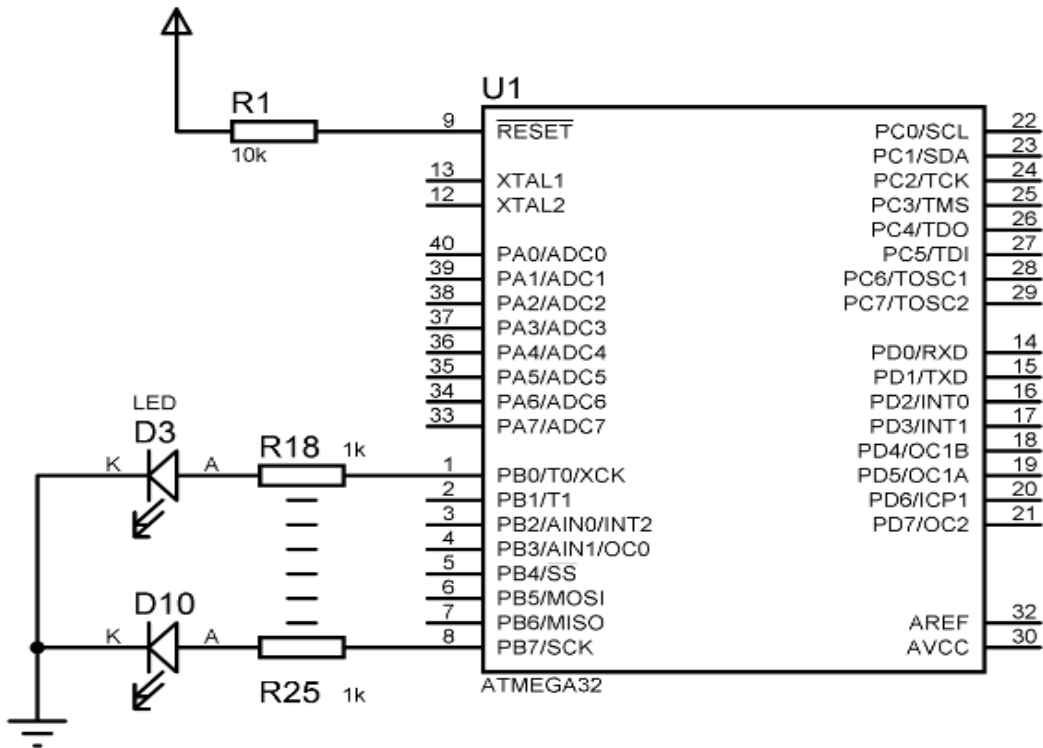 U1
R1
10k
9 RESET PC0/SCL 22
PC1/SDA 23
13 XTAL1 PC2/TCK 24
12 XTAL2 PC3/TMS 25
PC4/TDO 26
40 PA0/ADC0 PC5/TDI 27
39 PA1/ADC1 PC6/TOSC1 28
38 PA2/ADC2 PC7/TOSC2 29
37 PA3/ADC3
36 PA4/ADC4 PD0/RXD 14
35 PA5/ADC5 PD1/TXD 15
34 PA6/ADC6 PD2/INT0 16
33 PA7/ADC7 PD3/INT1 17
PD4/OC1B 18
LED
D3
R18 1k
K A 1 PB0/T0/XCK PD5/OC1A 19
2 PB1/T1 PD6/ICP1 20
3 PB2/AIN0/INT2 PD7/OC2 21
4 PB3/AIN1/OC0
5 PB4/SS
6 PB5/MOSI
D10
7 PB6/MISO AREF 32
K A 8 PB7/SCK AVCC 30
R25 1k
ATMEGA32